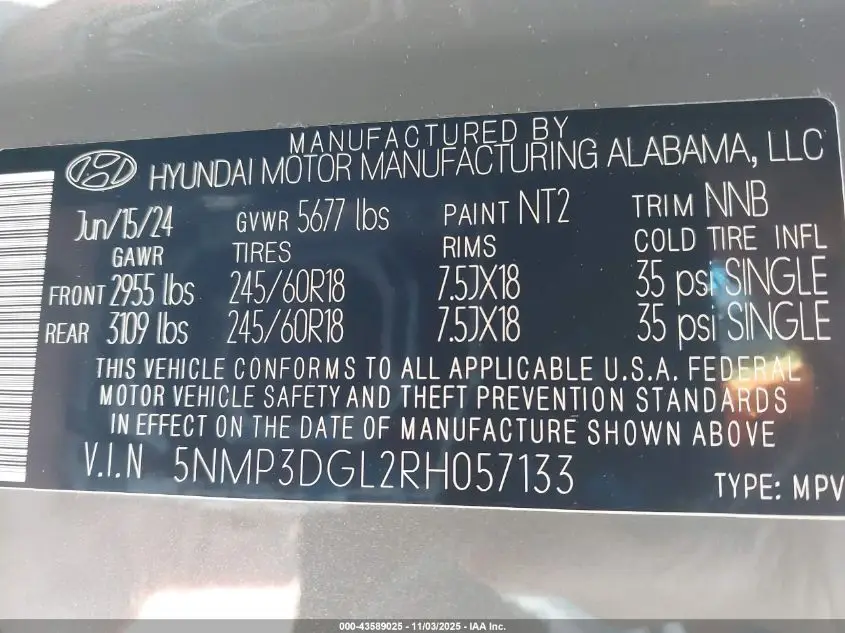 MANUFACTURED BY
HYUNDAI MOTOR MANUFACTURING ALABAMA, LLC
Jun/15/24 GVWR 5677 lbs PAINT NT2 TRIM NNB
GAWR TIRES RIMS COLD TIRE INFL
FRONT 2955 lbs 245/60R18 7.5JX18 35 psi SINGLE
REAR 3109 lbs 245/60R18 7.5JX18 35 psi SINGLE
THIS VEHICLE CONFORMS TO ALL APPLICABLE U.S.A. FEDERAL
MOTOR VEHICLE SAFETY AND THEFT PREVENTION STANDARDS
IN EFFECT ON THE DATE OF MANUFACTURE SHOWN ABOVE
V.I.N 5NMP3DGL2RH057133 TYPE: MPV
000-43589025 - 11/03/2025 - IAA Inc.